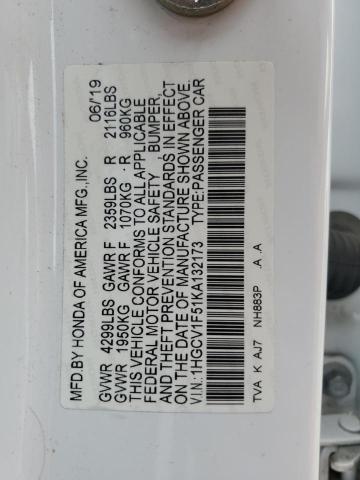 MFD.BY HONDA OF AMERICA MFG.,INC. 06/'19
GVWR 4299LBS GAWR F 2359LBS R 2116LBS
GVWR 1950KG GAWR F 1070KG R 960KG
THIS VEHICLE CONFORMS TO ALL APPLICABLE
FEDERAL MOTOR VEHICLE SAFETY BUMPER,
AND THEFT PREVENTION STANDARDS IN EFFECT
ON THE DATE OF MANUFACTURE SHOWN ABOVE.
V.I.N.:1HGCV1F51KA132173 TYPE:PASSENGER CAR
TVA K AJ7 NH883P .A .A